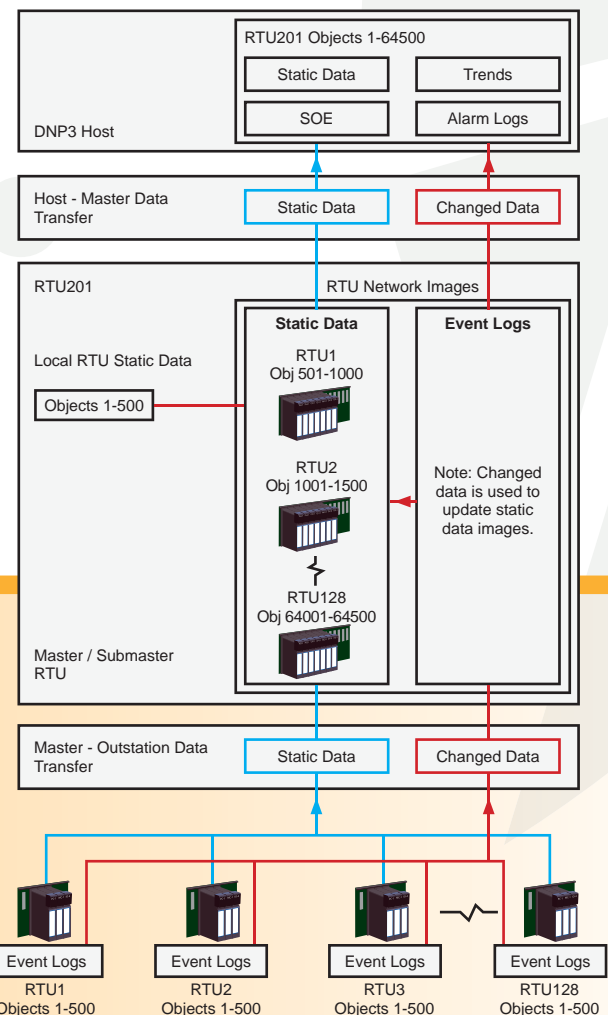 RTU201 Objects 1-64500
Static Data
Trends
SOE
Alarm Logs
DNP3 Host
Host - Master Data
Transfer
Static Data
Changed Data
RTU201
RTU Network Images
Static Data
Event Logs
Local RTU Static Data
Objects 1-500
RTU1
Obj 501-1000
RTU2
Obj 1001-1500
Note: Changed
data is used to
update static
data images.
RTU128
Obj 64001-64500
Master / Submaster
RTU
Master - Outstation Data
Transfer
Static Data
Changed Data
Event Logs
Event Logs
Event Logs
Event Logs
RTU1
Objects 1-500
RTU2
Objects 1-500
RTU3
Objects 1-500
RTU128
Objects 1-500